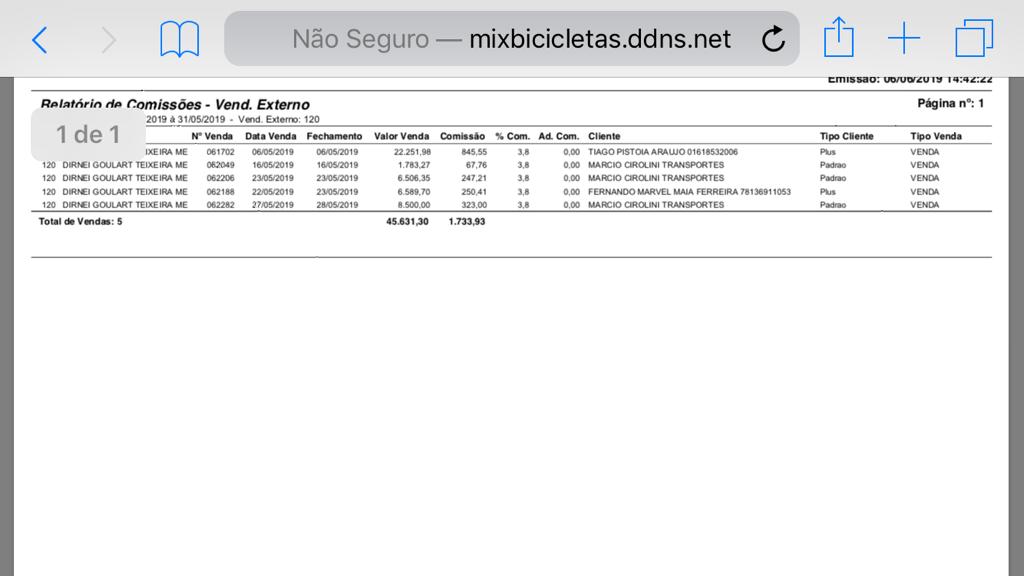 Não Seguro — mixbicicletas.ddns.net
Emissão: 06/06/2019 14:42:22
Relatório de Comissões - Vend. Externo Página nº: 1
2019 à 31/05/2019 - Vend. Externo: 120
1 de 1
Nº Venda Data Venda Fechamento Valor Venda Comissão % Com. Ad. Com. Cliente Tipo Cliente Tipo Venda
IXEIRA ME 061702 06/05/2019 06/05/2019 22.251,98 845,55 3,8 0,00 TIAGO PISTOIA ARAUJO 01618532006 Plus VENDA
120 DIRNEI GOULART TEIXEIRA ME 062049 16/05/2019 16/05/2019 1.783,27 67,76 3,8 0,00 MARCIO CIROLINI TRANSPORTES Padrao VENDA
120 DIRNEI GOULART TEIXEIRA ME 062206 23/05/2019 23/05/2019 6.506,35 247,21 3,8 0,00 MARCIO CIROLINI TRANSPORTES Padrao VENDA
120 DIRNEI GOULART TEIXEIRA ME 062188 22/05/2019 23/05/2019 6.589,70 250,41 3,8 0,00 FERNANDO MARVEL MAIA FERREIRA 78136911053 Plus VENDA
120 DIRNEI GOULART TEIXEIRA ME 062282 27/05/2019 28/05/2019 8.500,00 323,00 3,8 0,00 MARCIO CIROLINI TRANSPORTES Padrao VENDA
Total de Vendas: 5 45.631,30 1.733,93